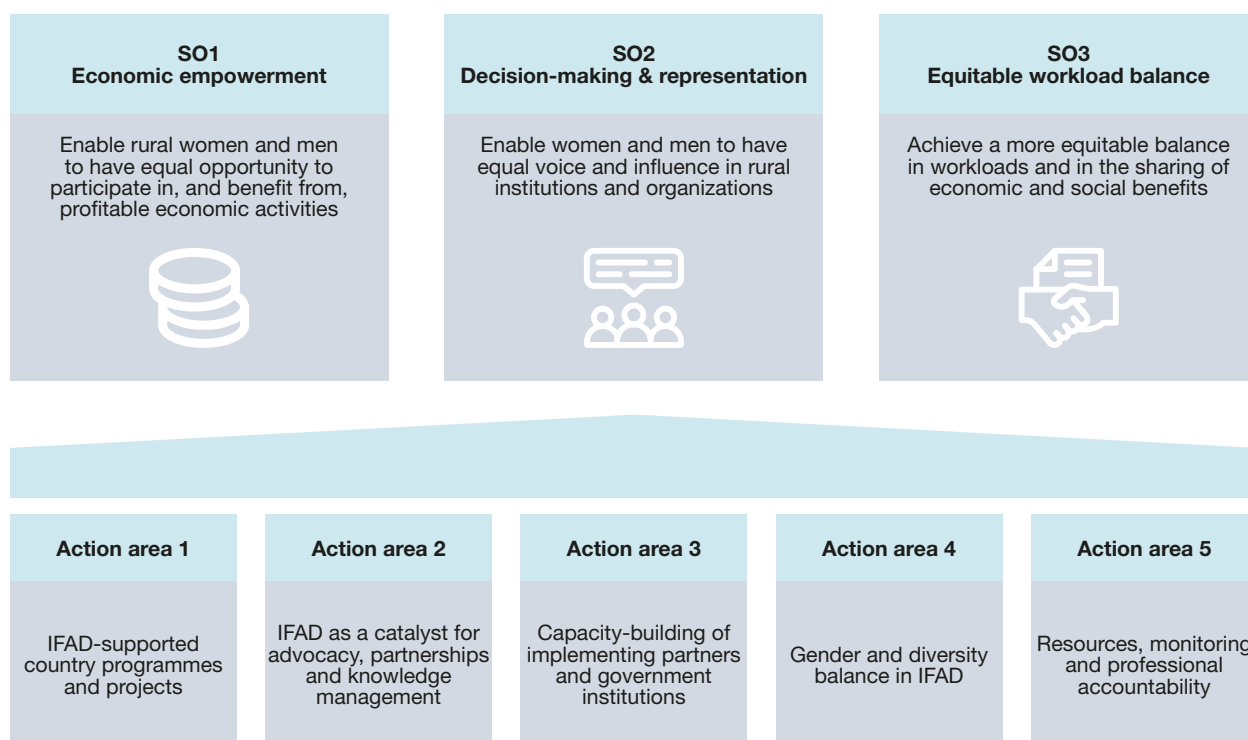 SO1
Economic empowerment
Enable rural women and men
to have equal opportunity to
participate in, and benefit from,
profitable economic activities
SO2
Decision-making & representation
Enable women and men to have
equal voice and influence in rural
institutions and organizations
SO3
Equitable workload balance
Achieve a more equitable balance
in workloads and in the sharing of
economic and social benefits
Action area 1
IFAD-supported
country programmes
and projects
Action area 2
IFAD as a catalyst for
advocacy, partnerships
and knowledge
management
Action area 3
Capacity-building of
implementing partners
and government
institutions
Action area 4
Gender and diversity
balance in IFAD
Action area 5
Resources, monitoring
and professional
accountability